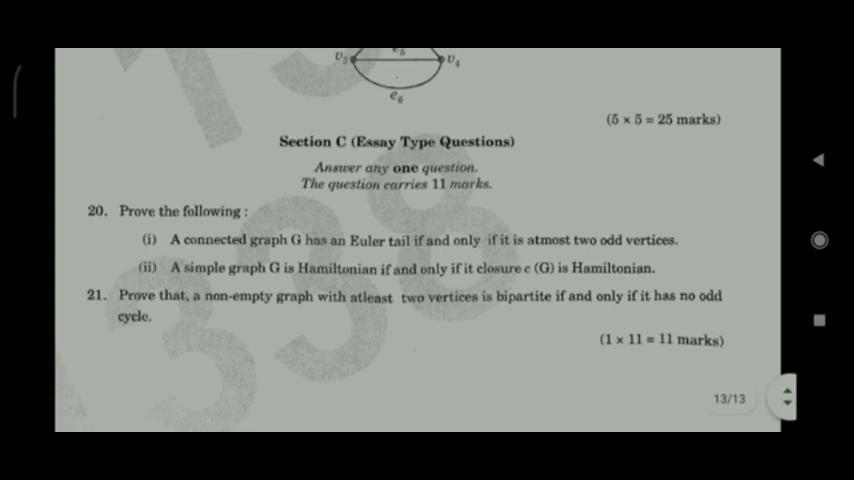 e5
v3 v4
e6
(5 × 5 = 25 marks)
Section C (Essay Type Questions)
Answer any one question.
The question carries 11 marks.
20. Prove the following :
(i) A connected graph G has an Euler tail if and only if it is atmost two odd vertices.
(ii) A simple graph G is Hamiltonian if and only if it closure c (G) is Hamiltonian.
21. Prove that, a non-empty graph with atleast two vertices is bipartite if and only if it has no odd
cycle.
(1 × 11 = 11 marks)
13/13